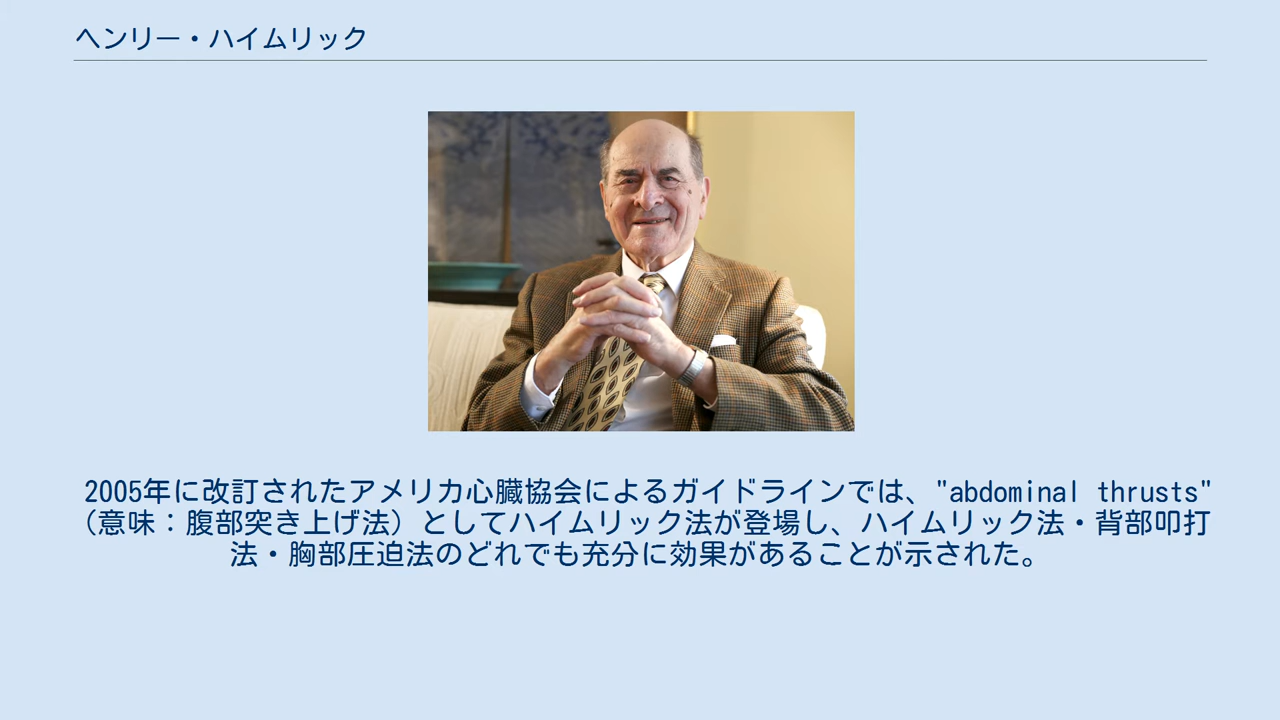 ヘンリー・ハイムリック
2005年に改訂されたアメリカ心臓協会によるガイドラインでは、"abdominal thrusts"
（意味：腹部突き上げ法）としてハイムリック法が登場し、ハイムリック法・背部叩打
法・胸部圧迫法のどれでも充分に効果があることが示された。